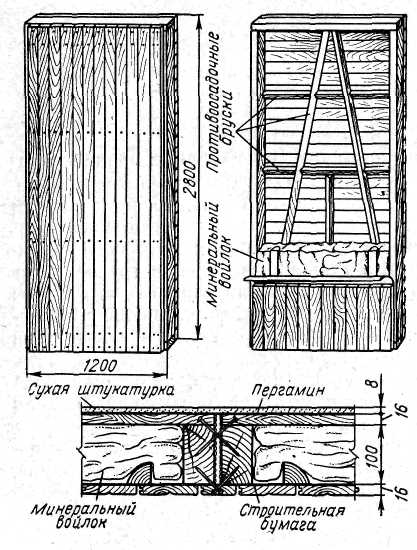 Противоосадочные
бруски
2800
Минеральный
войлок
1200
Сухая штукатурка
Пергамин
8
16
100
16
Минеральный
войлок
Строительная
бумага